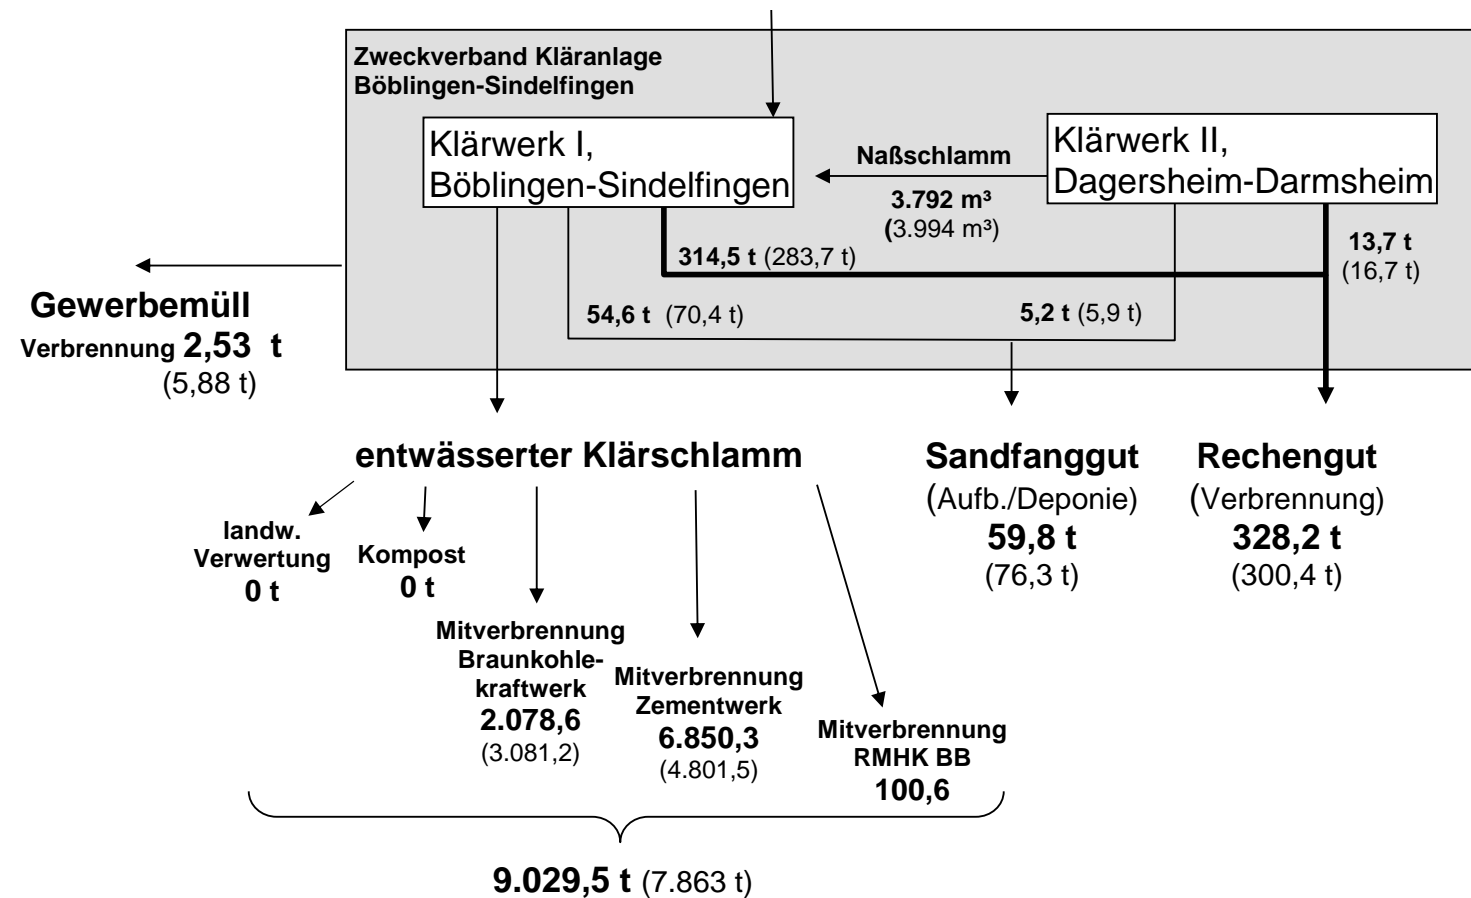 Zweckverband Kläranlage
Böblingen-Sindelfingen
Klärwerk I,
Böblingen-Sindelfingen
Naßschlamm
3.792 m³
(3.994 m³)
Klärwerk II,
Dagersheim-Darmsheim
13,7 t
(16,7 t)
314,5 t (283,7 t)
54,6 t (70,4 t)
5,2 t (5,9 t)
Gewerbemüll
Verbrennung 2,53 t
(5,88 t)
entwässerter Klärschlamm
Sandfanggut
(Aufb./Deponie)
59,8 t
(76,3 t)
Rechengut
(Verbrennung)
328,2 t
(300,4 t)
landw.
Verwertung
0 t
Kompost
0 t
Mitverbrennung
Braunkohle-
kraftwerk
2.078,6
(3.081,2)
Mitverbrennung
Zementwerk
6.850,3
(4.801,5)
Mitverbrennung
RMHK BB
100,6
9.029,5 t (7.863 t)